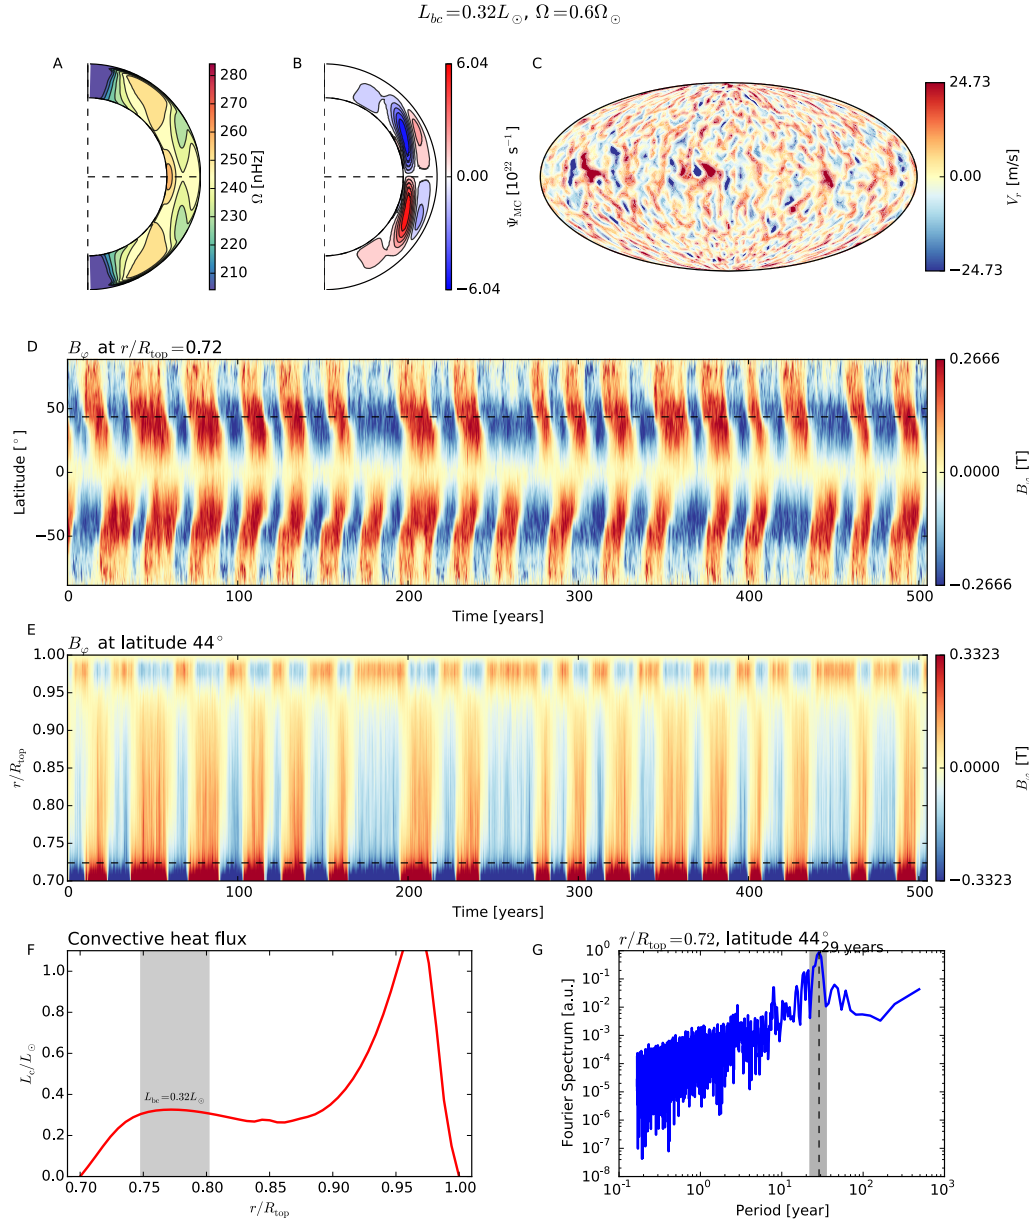 L_bc = 0.32L_⊙, Ω = 0.6Ω_⊙
A
284
280
270
260
250
240
230
220
210
Ω [nHz]
B
6.04
0.00
−6.04
Ψ_MC [10^22 s^−1]
C
24.73
0.00
−24.73
V_r [m/s]
D
B_φ at r/R_top = 0.72
50
0
−50
Latitude [°]
0
100
200
300
400
500
Time [years]
0.2666
0.0000
−0.2666
B_φ [T]
E
B_φ at latitude 44°
1.00
0.95
0.90
0.85
0.80
0.75
0.70
r/R_top
0
100
200
300
400
500
Time [years]
0.3323
0.0000
−0.3323
B_φ [T]
F
Convective heat flux
1.0
0.8
0.6
0.4
0.2
0.0
L_c/L_⊙
L_bc = 0.32L_⊙
0.70
0.75
0.80
0.85
0.90
0.95
1.00
r/R_top
G
r/R_top = 0.72, latitude 44°
29 years
10^0
10^−1
10^−2
10^−3
10^−4
10^−5
10^−6
10^−7
10^−8
Fourier Spectrum [a.u.]
10^−1
10^0
10^1
10^2
10^3
Period [year]